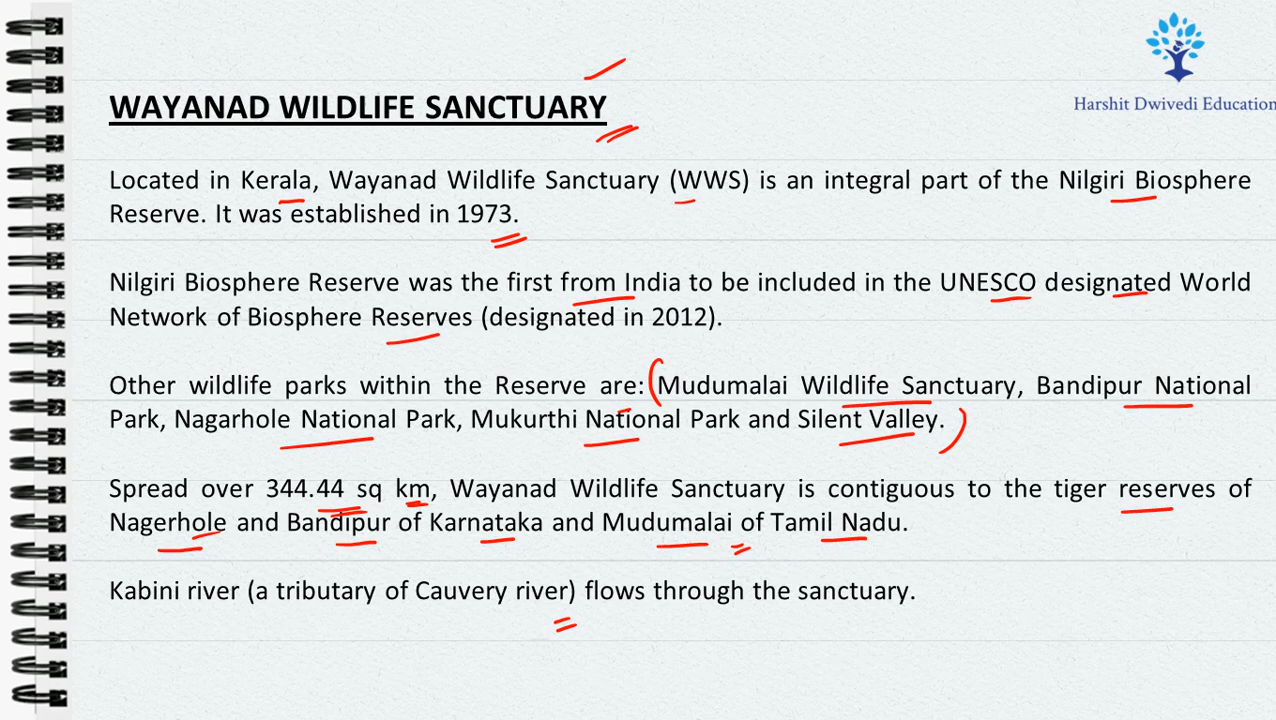 Harshit Dwivedi Education
WAYANAD WILDLIFE SANCTUARY
Located in Kerala, Wayanad Wildlife Sanctuary (WWS) is an integral part of the Nilgiri Biosphere
Reserve. It was established in 1973.
Nilgiri Biosphere Reserve was the first from India to be included in the UNESCO designated World
Network of Biosphere Reserves (designated in 2012).
Other wildlife parks within the Reserve are: Mudumalai Wildlife Sanctuary, Bandipur National
Park, Nagarhole National Park, Mukurthi National Park and Silent Valley.
Spread over 344.44 sq km, Wayanad Wildlife Sanctuary is contiguous to the tiger reserves of
Nagerhole and Bandipur of Karnataka and Mudumalai of Tamil Nadu.
Kabini river (a tributary of Cauvery river) flows through the sanctuary.